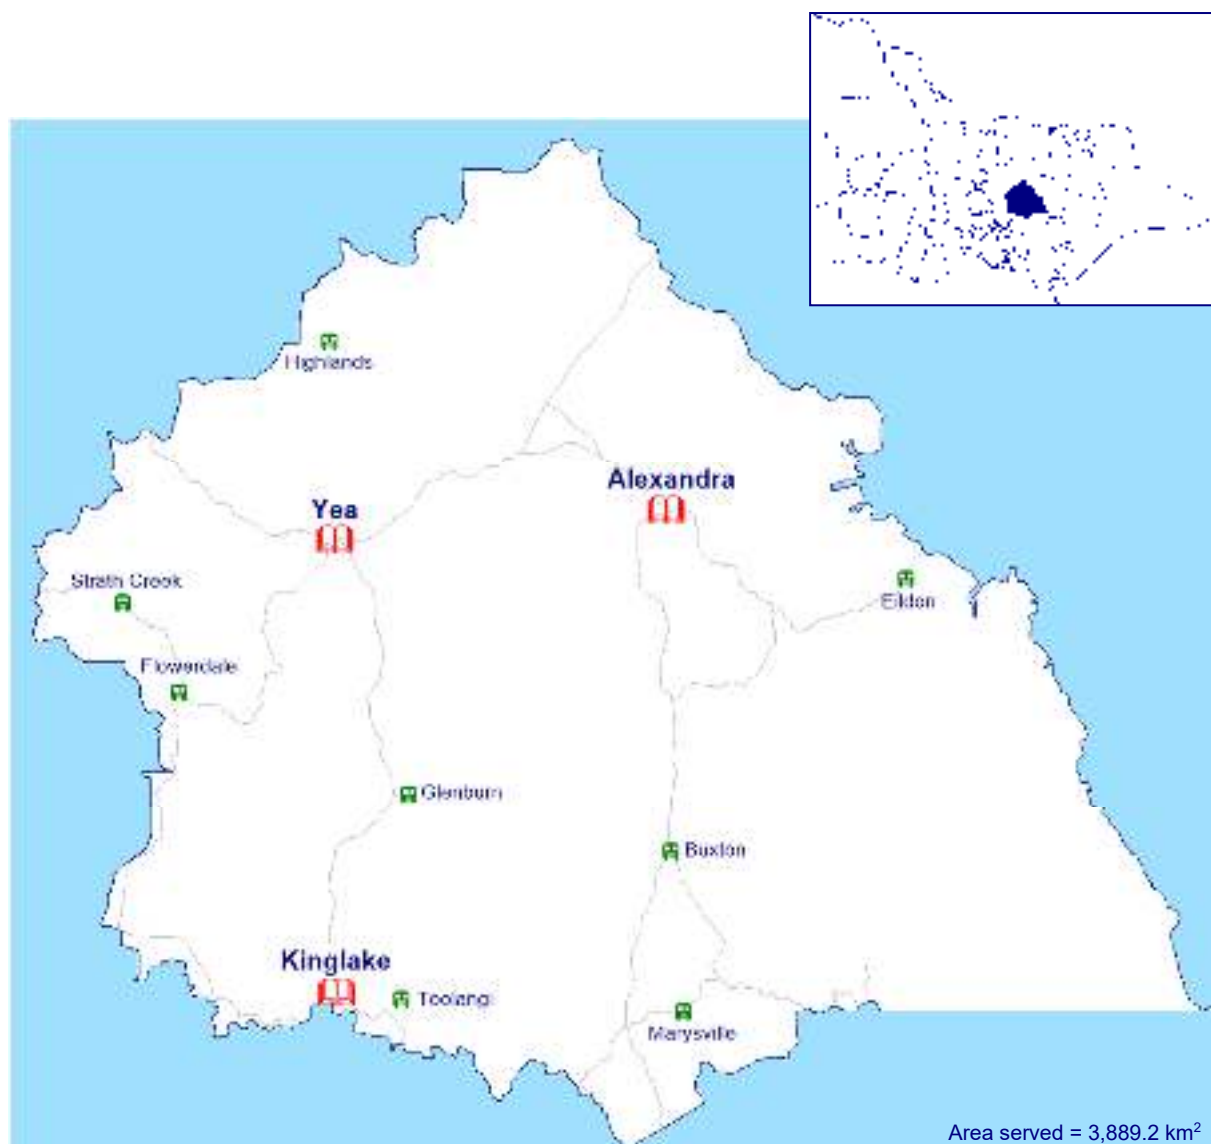 Highlands
Alexandra
Yea
Strath Creek
Eildon
Flowerdale
Glenburn
Buxton
Kinglake
Toolangi
Marysville
Area served = 3,889.2 km²